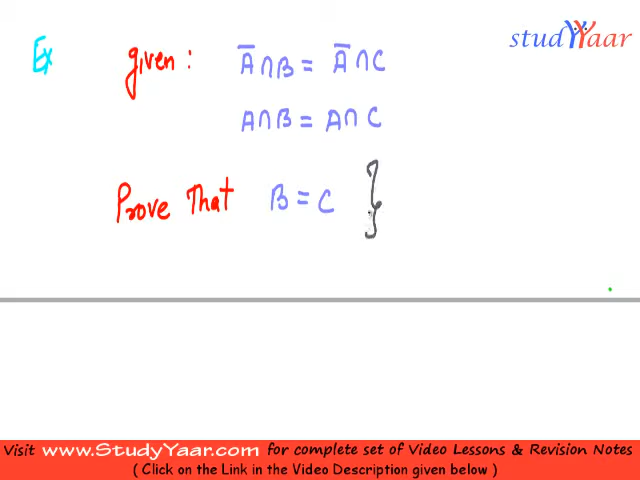 studYYaar
Ex given : A̅ ∩ B = A̅ ∩ C
A ∩ B = A ∩ C
Prove That B = C }
Visit www.StudyYaar.com for complete set of Video Lessons & Revision Notes
( Click on the Link in the Video Description given below )